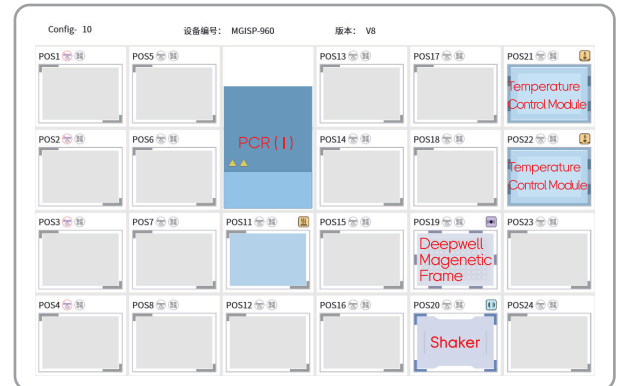 Config- 10 设备编号： MGISP-960 版本： V8
POS1 POS5 POS13 POS17 POS21
Temperature
Control Module
PCR(I)
POS2 POS6 POS14 POS18 POS22
Temperature
Control Module
POS3 POS7 POS11 POS15 POS19 POS23
Deepwell
Magenetic
Frame
POS4 POS8 POS12 POS16 POS20 POS24
Shaker